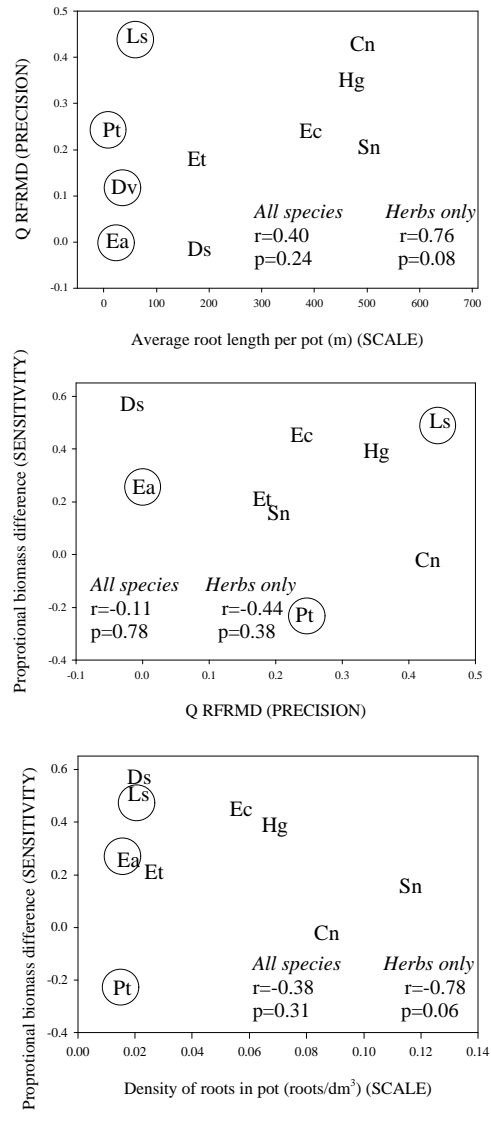 0.5
0.4
0.3
0.2
0.1
0.0
-0.1
Q RFRMD (PRECISION)
Ls
Cn
Hg
Pt
Ec
Sn
Et
Dv
Ea
Ds
All species Herbs only
r=0.40 r=0.76
p=0.24 p=0.08
0 100 200 300 400 500 600 700
Average root length per pot (m) (SCALE)
0.6
0.4
0.2
0.0
-0.2
-0.4
Proprotional biomass difference (SENSITIVITY)
Ds
Ls
Ec
Hg
Ea
Et
Sn
Cn
Pt
All species Herbs only
r=-0.11 r=-0.44
p=0.78 p=0.38
-0.1 0.0 0.1 0.2 0.3 0.4 0.5
Q RFRMD (PRECISION)
0.6
0.4
0.2
0.0
-0.2
-0.4
Proprotional biomass difference (SENSITIVITY)
Ds
Ls
Ec
Hg
Ea
Et
Sn
Cn
Pt
All species Herbs only
r=-0.38 r=-0.78
p=0.31 p=0.06
0.00 0.02 0.04 0.06 0.08 0.10 0.12 0.14
Density of roots in pot (roots/dm³) (SCALE)